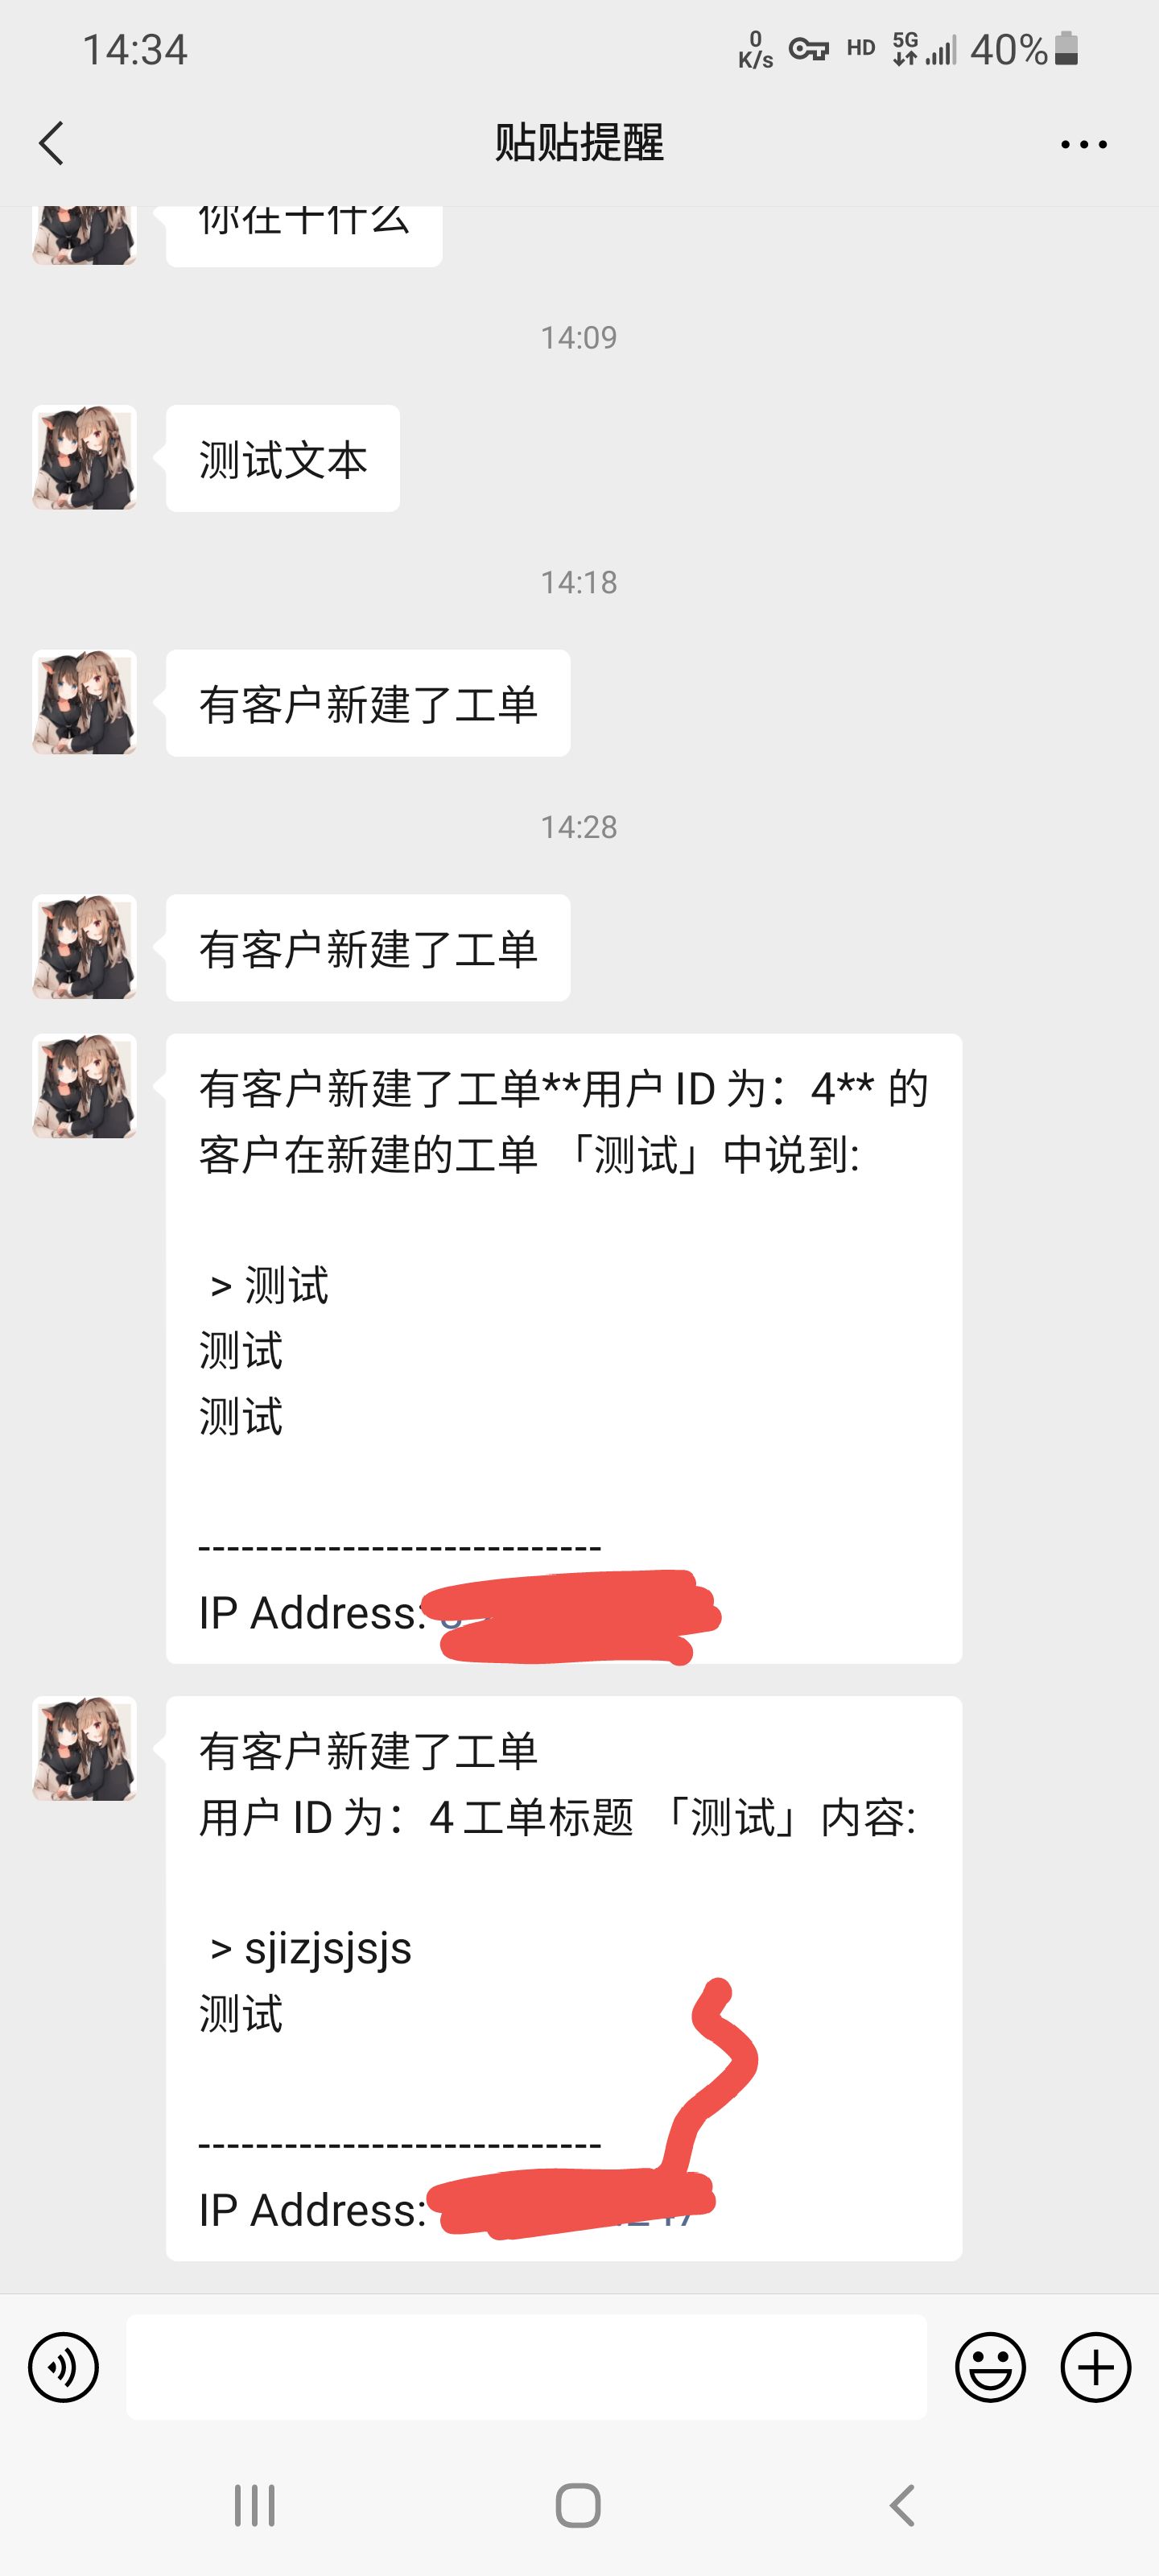 14:34
0
K/s
HD
5G
40%
贴贴提醒
你在干什么
14:09
测试文本
14:18
有客户新建了工单
14:28
有客户新建了工单
有客户新建了工单**用户 ID 为：4** 的
客户在新建的工单 「测试」中说到:
> 测试
测试
测试
----------------------------
IP Address:
有客户新建了工单
用户 ID 为：4 工单标题 「测试」内容:
> sjizjsjsjs
测试
----------------------------
IP Address: